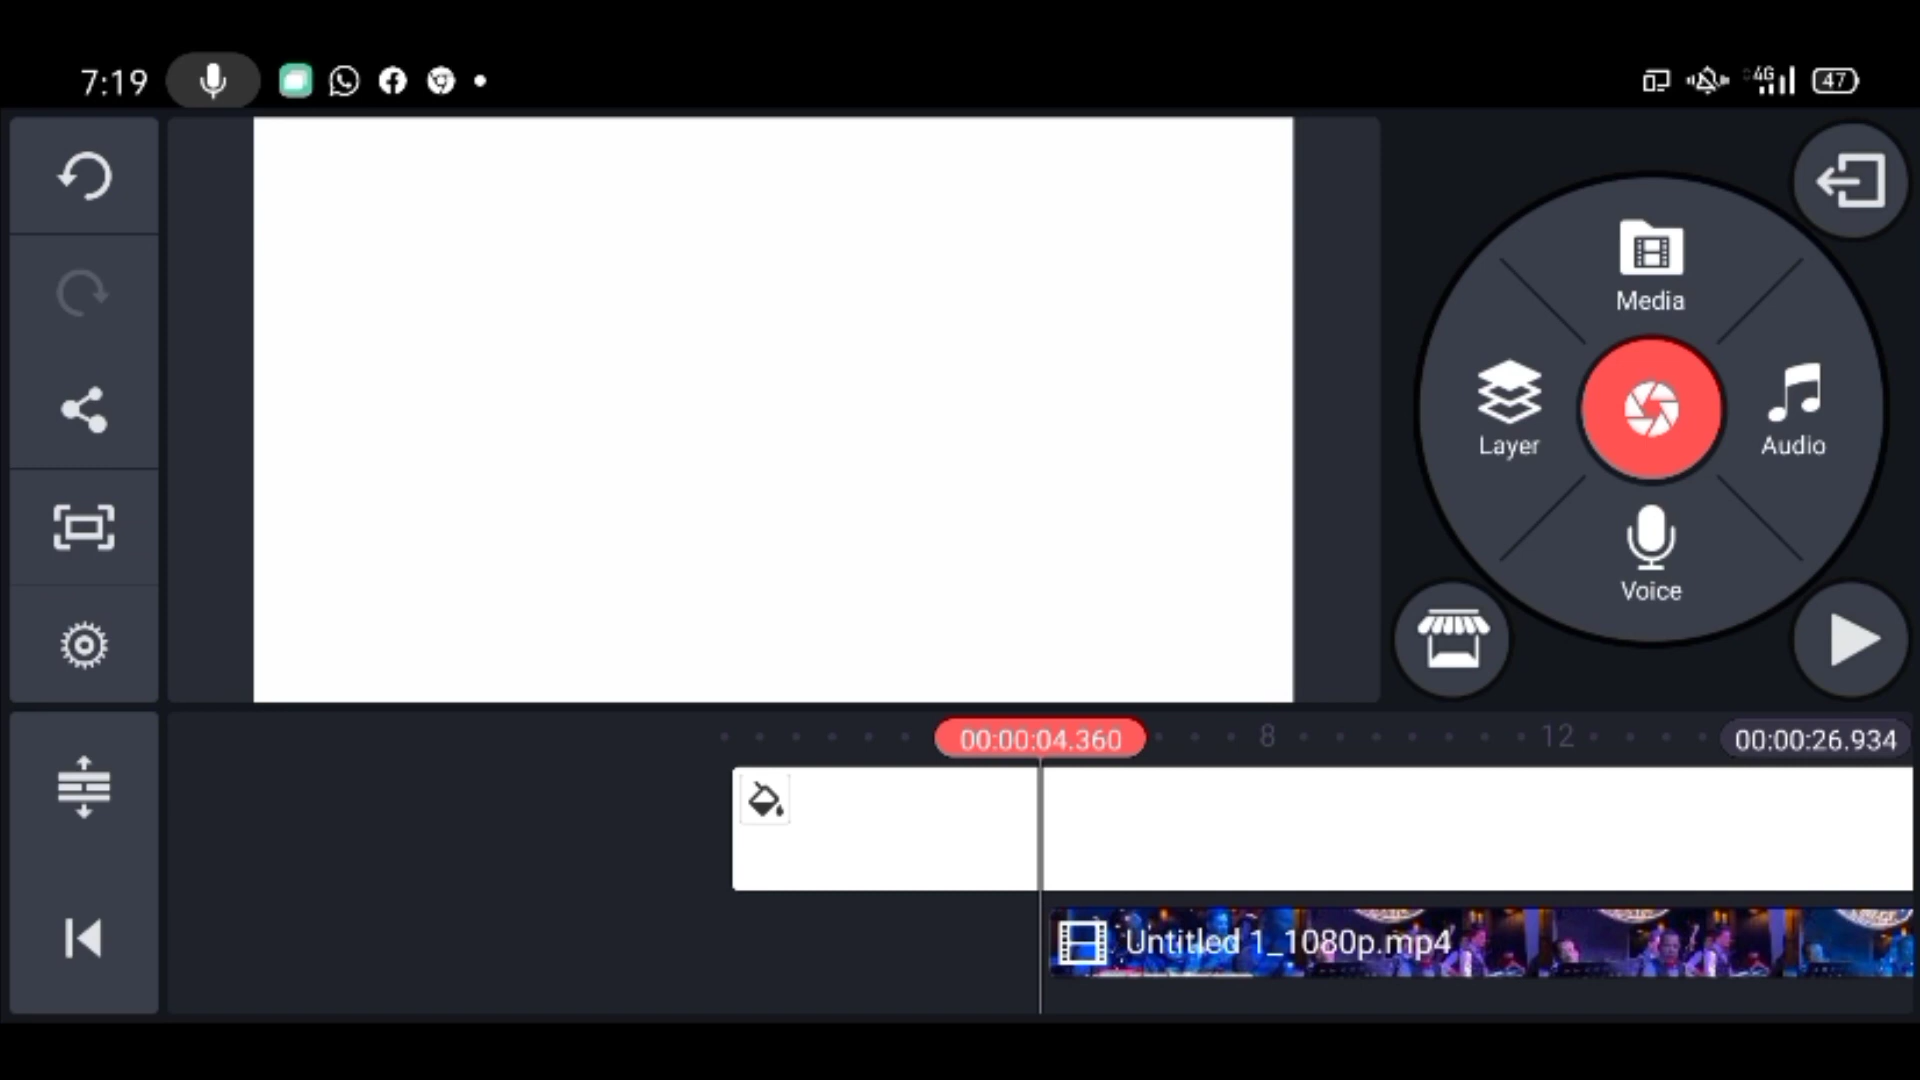 7:19
4G
47
Media
Layer
Audio
Voice
00:00:04.360
8
12
00:00:26.934
Untitled 1_1080p.mp4